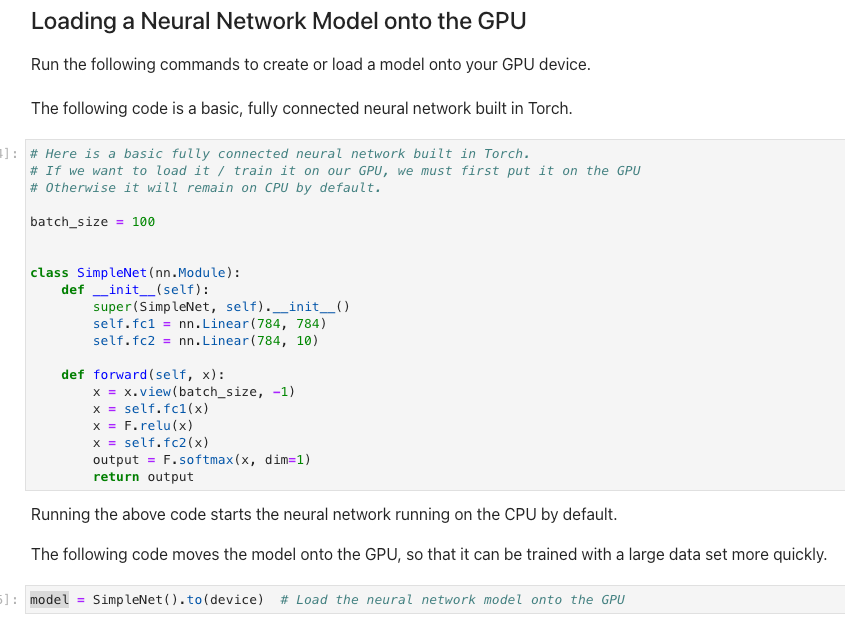 Loading a Neural Network Model onto the GPU
Run the following commands to create or load a model onto your GPU device.
The following code is a basic, fully connected neural network built in Torch.
]: # Here is a basic fully connected neural network built in Torch.
# If we want to load it / train it on our GPU, we must first put it on the GPU
# Otherwise it will remain on CPU by default.
batch_size = 100
class SimpleNet(nn.Module):
    def __init__(self):
        super(SimpleNet, self).__init__()
        self.fc1 = nn.Linear(784, 784)
        self.fc2 = nn.Linear(784, 10)
    def forward(self, x):
        x = x.view(batch_size, -1)
        x = self.fc1(x)
        x = F.relu(x)
        x = self.fc2(x)
        output = F.softmax(x, dim=1)
        return output
Running the above code starts the neural network running on the CPU by default.
The following code moves the model onto the GPU, so that it can be trained with a large data set more quickly.
]: model = SimpleNet().to(device)  # Load the neural network model onto the GPU